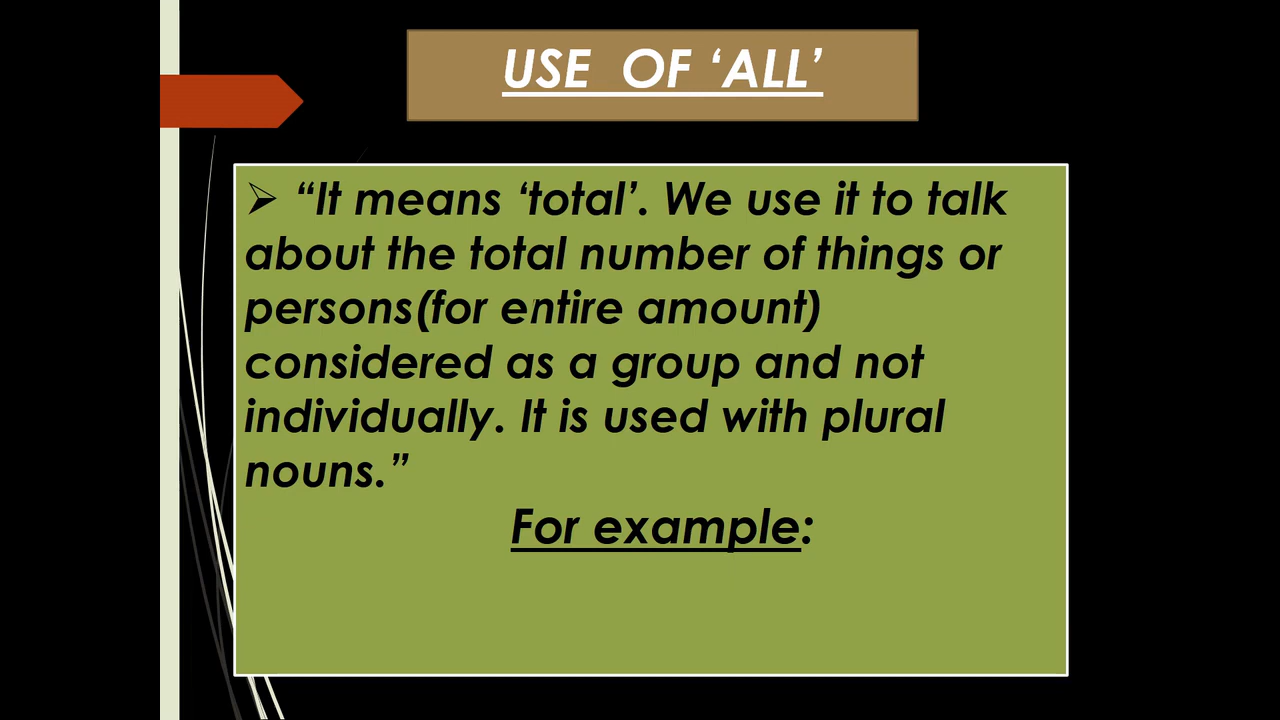 USE OF ‘ALL’
➢ “It means ‘total’. We use it to talk
about the total number of things or
persons(for entire amount)
considered as a group and not
individually. It is used with plural
nouns.”
For example: